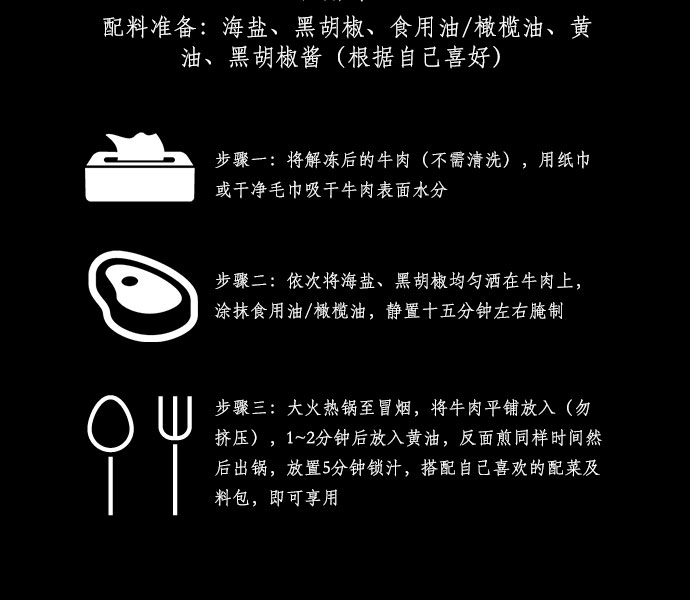 配料准备：海盐、黑胡椒、食用油/橄榄油、黄
油、黑胡椒酱（根据自己喜好）
步骤一：将解冻后的牛肉（不需清洗），用纸巾
或干净毛巾吸干牛肉表面水分
步骤二：依次将海盐、黑胡椒均匀洒在牛肉上，
涂抹食用油/橄榄油，静置十五分钟左右腌制
步骤三：大火热锅至冒烟，将牛肉平铺放入（勿
挤压），1~2分钟后放入黄油，反面煎同样时间然
后出锅，放置5分钟锁汁，搭配自己喜欢的配菜及
料包，即可享用